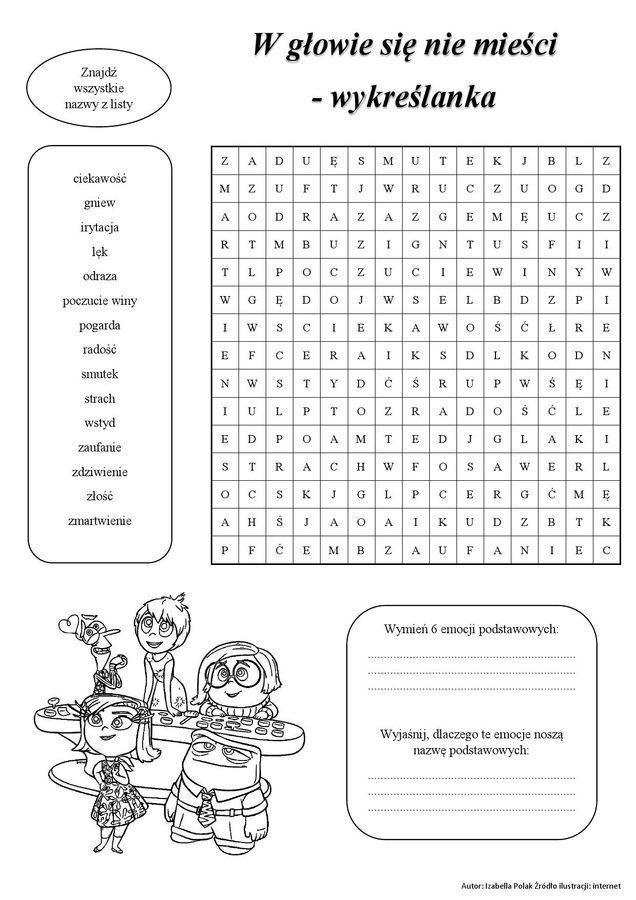 W głowie się nie mieści
- wykreślanka
Znajdź
wszystkie
nazwy z listy
ciekawość
gniew
irytacja
lęk
odraza
poczucie winy
pogarda
radość
smutek
strach
wstyd
zaufanie
zdziwienie
złość
zmartwienie
Z A D U Ę S M U T E K J B L Z
M Z U F T J W R U C Z U O G D
A O D R A Z A Z G E M Ę U C Z
R T M B U Z I G N T U S F I I
T L P O C Z U C I E W I N Y W
W G Ę D O J W S E L B D Z P I
I W S C I E K A W O Ś Ć Ł R E
E F C E R A I K S D L K O D N
N W S T Y D Ć Ś R U P W Ś Ę I
I U L P T O Z R A D O Ś Ć L E
E D P O A M T E D J G L A K I
S T R A C H W F O S A W E R L
O C S K J G L P C E R G Ć M Ę
A H Ś J A O A I K U D Z B T K
P F Ć E M B Z A U F A N I E C
Wymień 6 emocji podstawowych:
Wyjaśnij, dlaczego te emocje noszą
nazwę podstawowych:
Autor: Izabella Polak Źródło ilustracji: internet